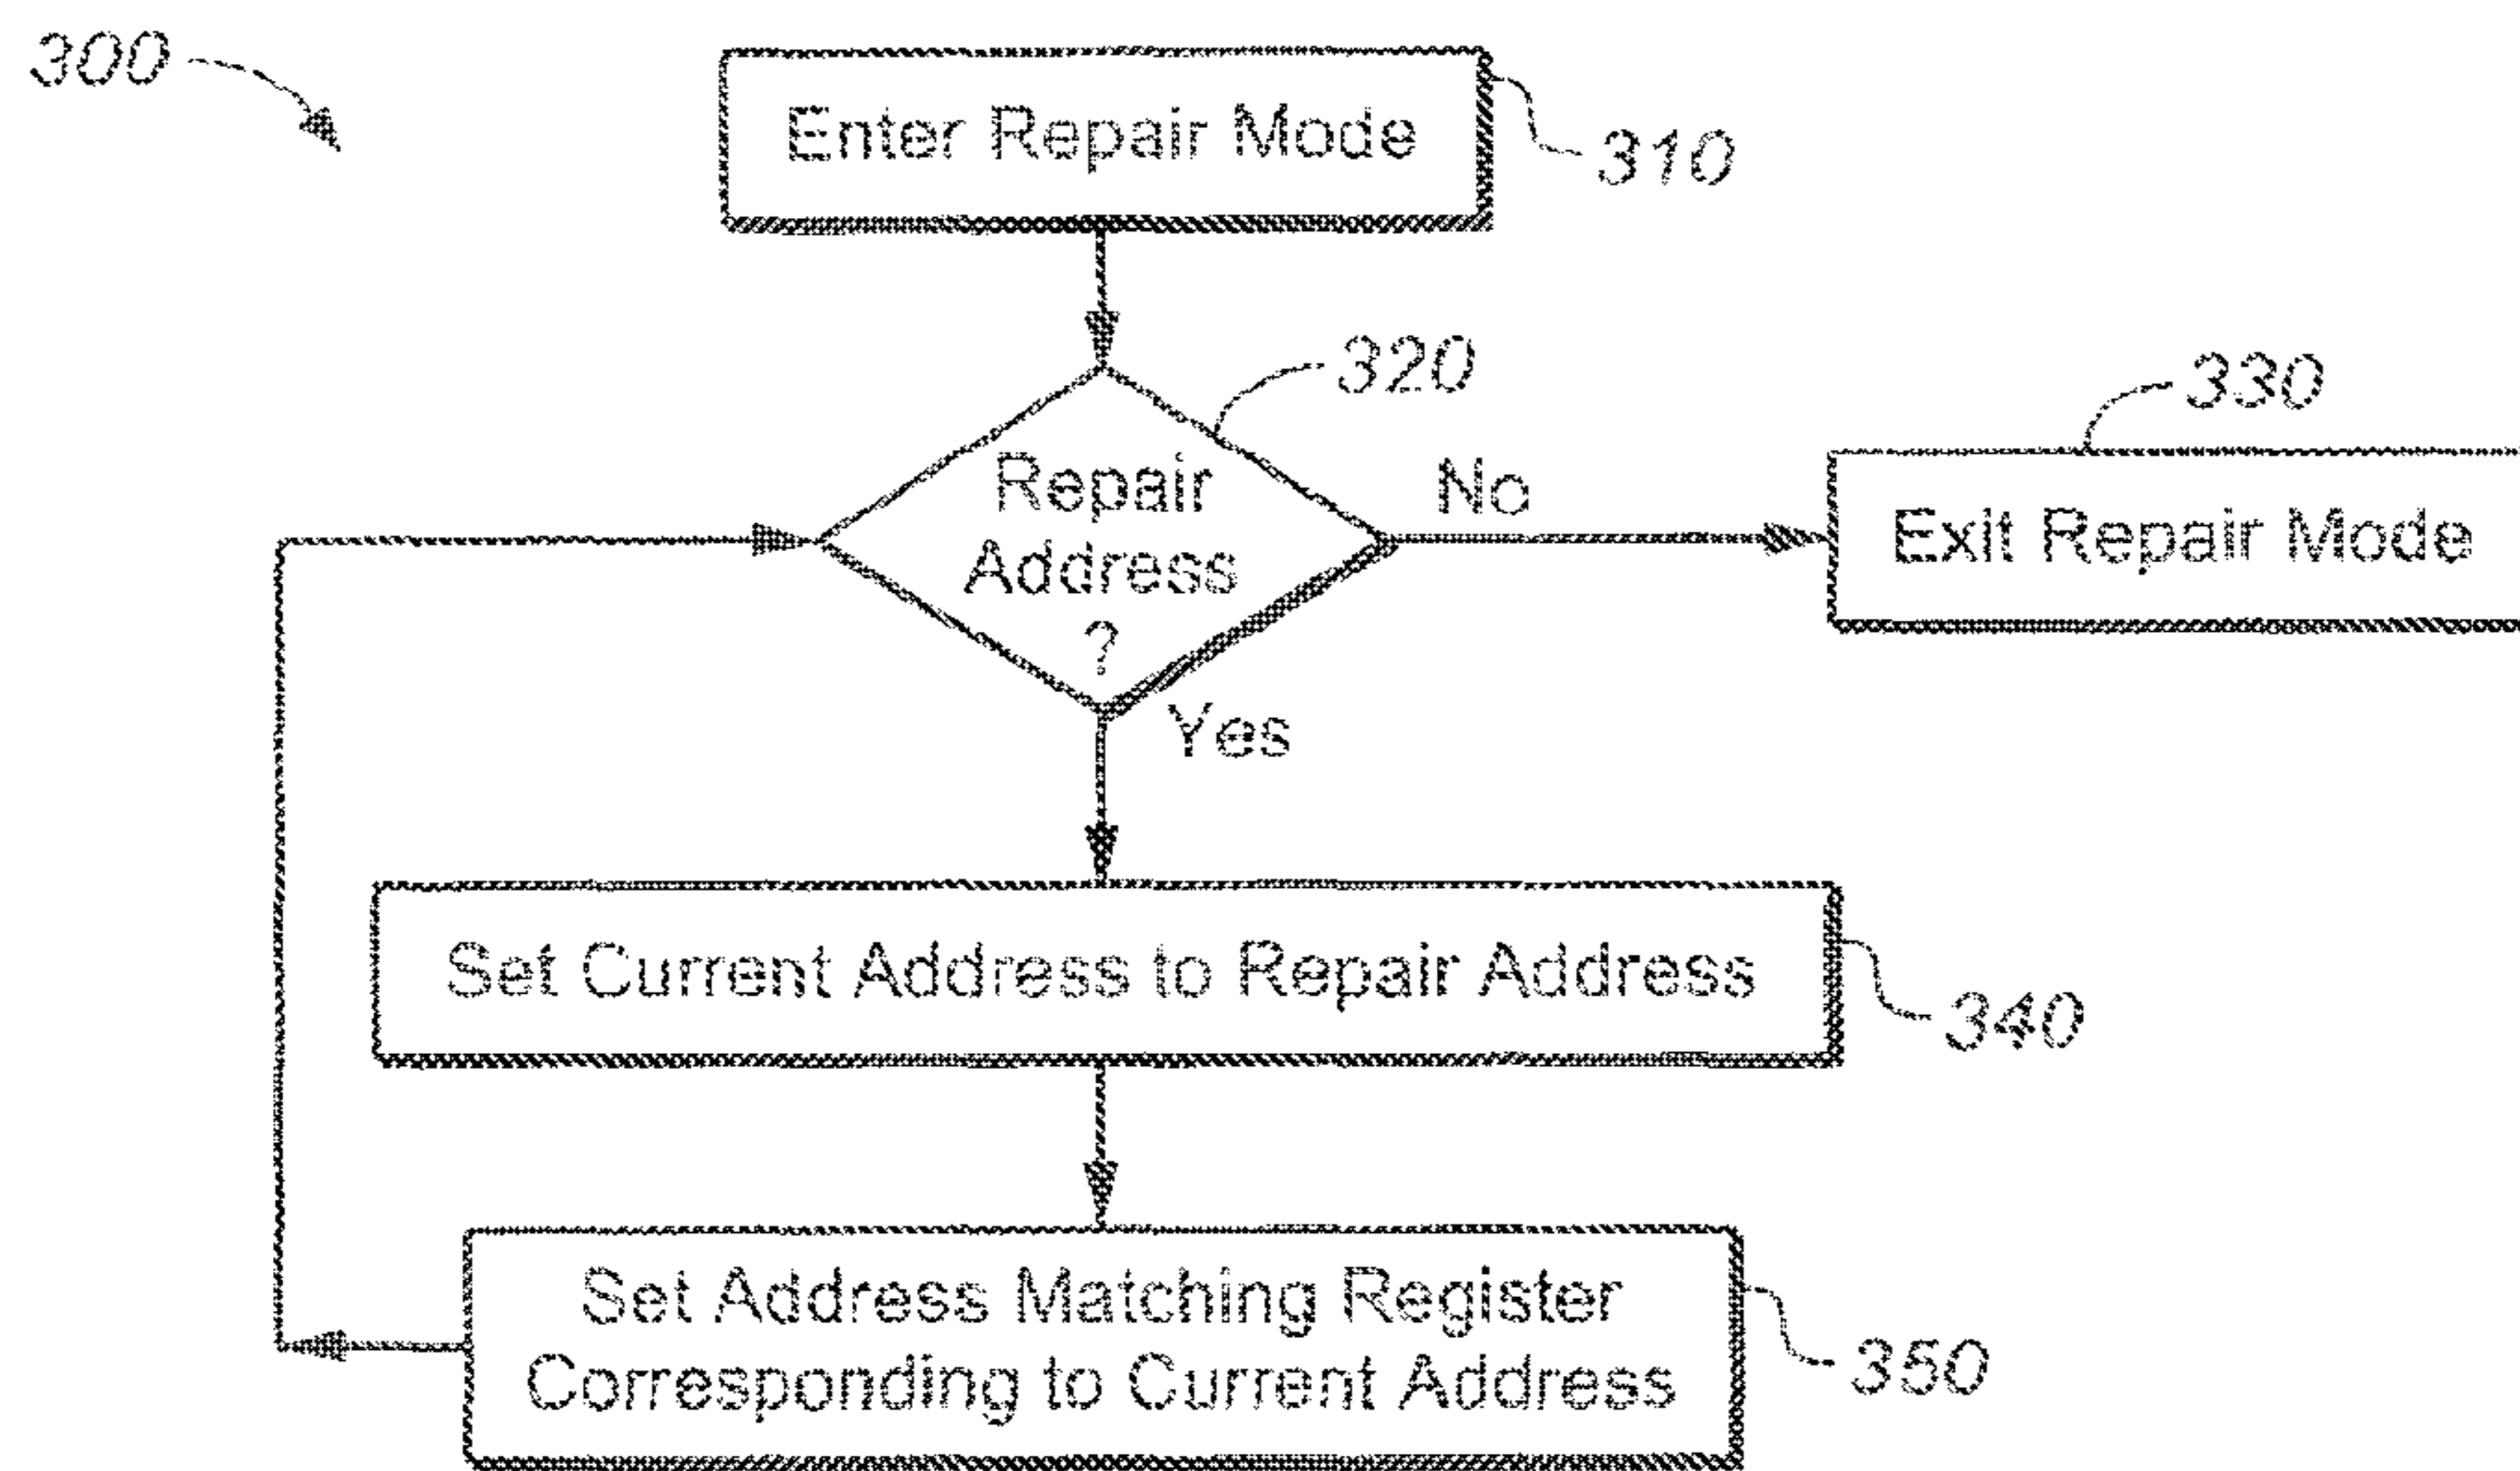 300
Enter Repair Mode
310
320
330
Repair
Address
?
No
Exit Repair Mode
Yes
Set Current Address to Repair Address
340
Set Address Matching Register
Corresponding to Current Address
350